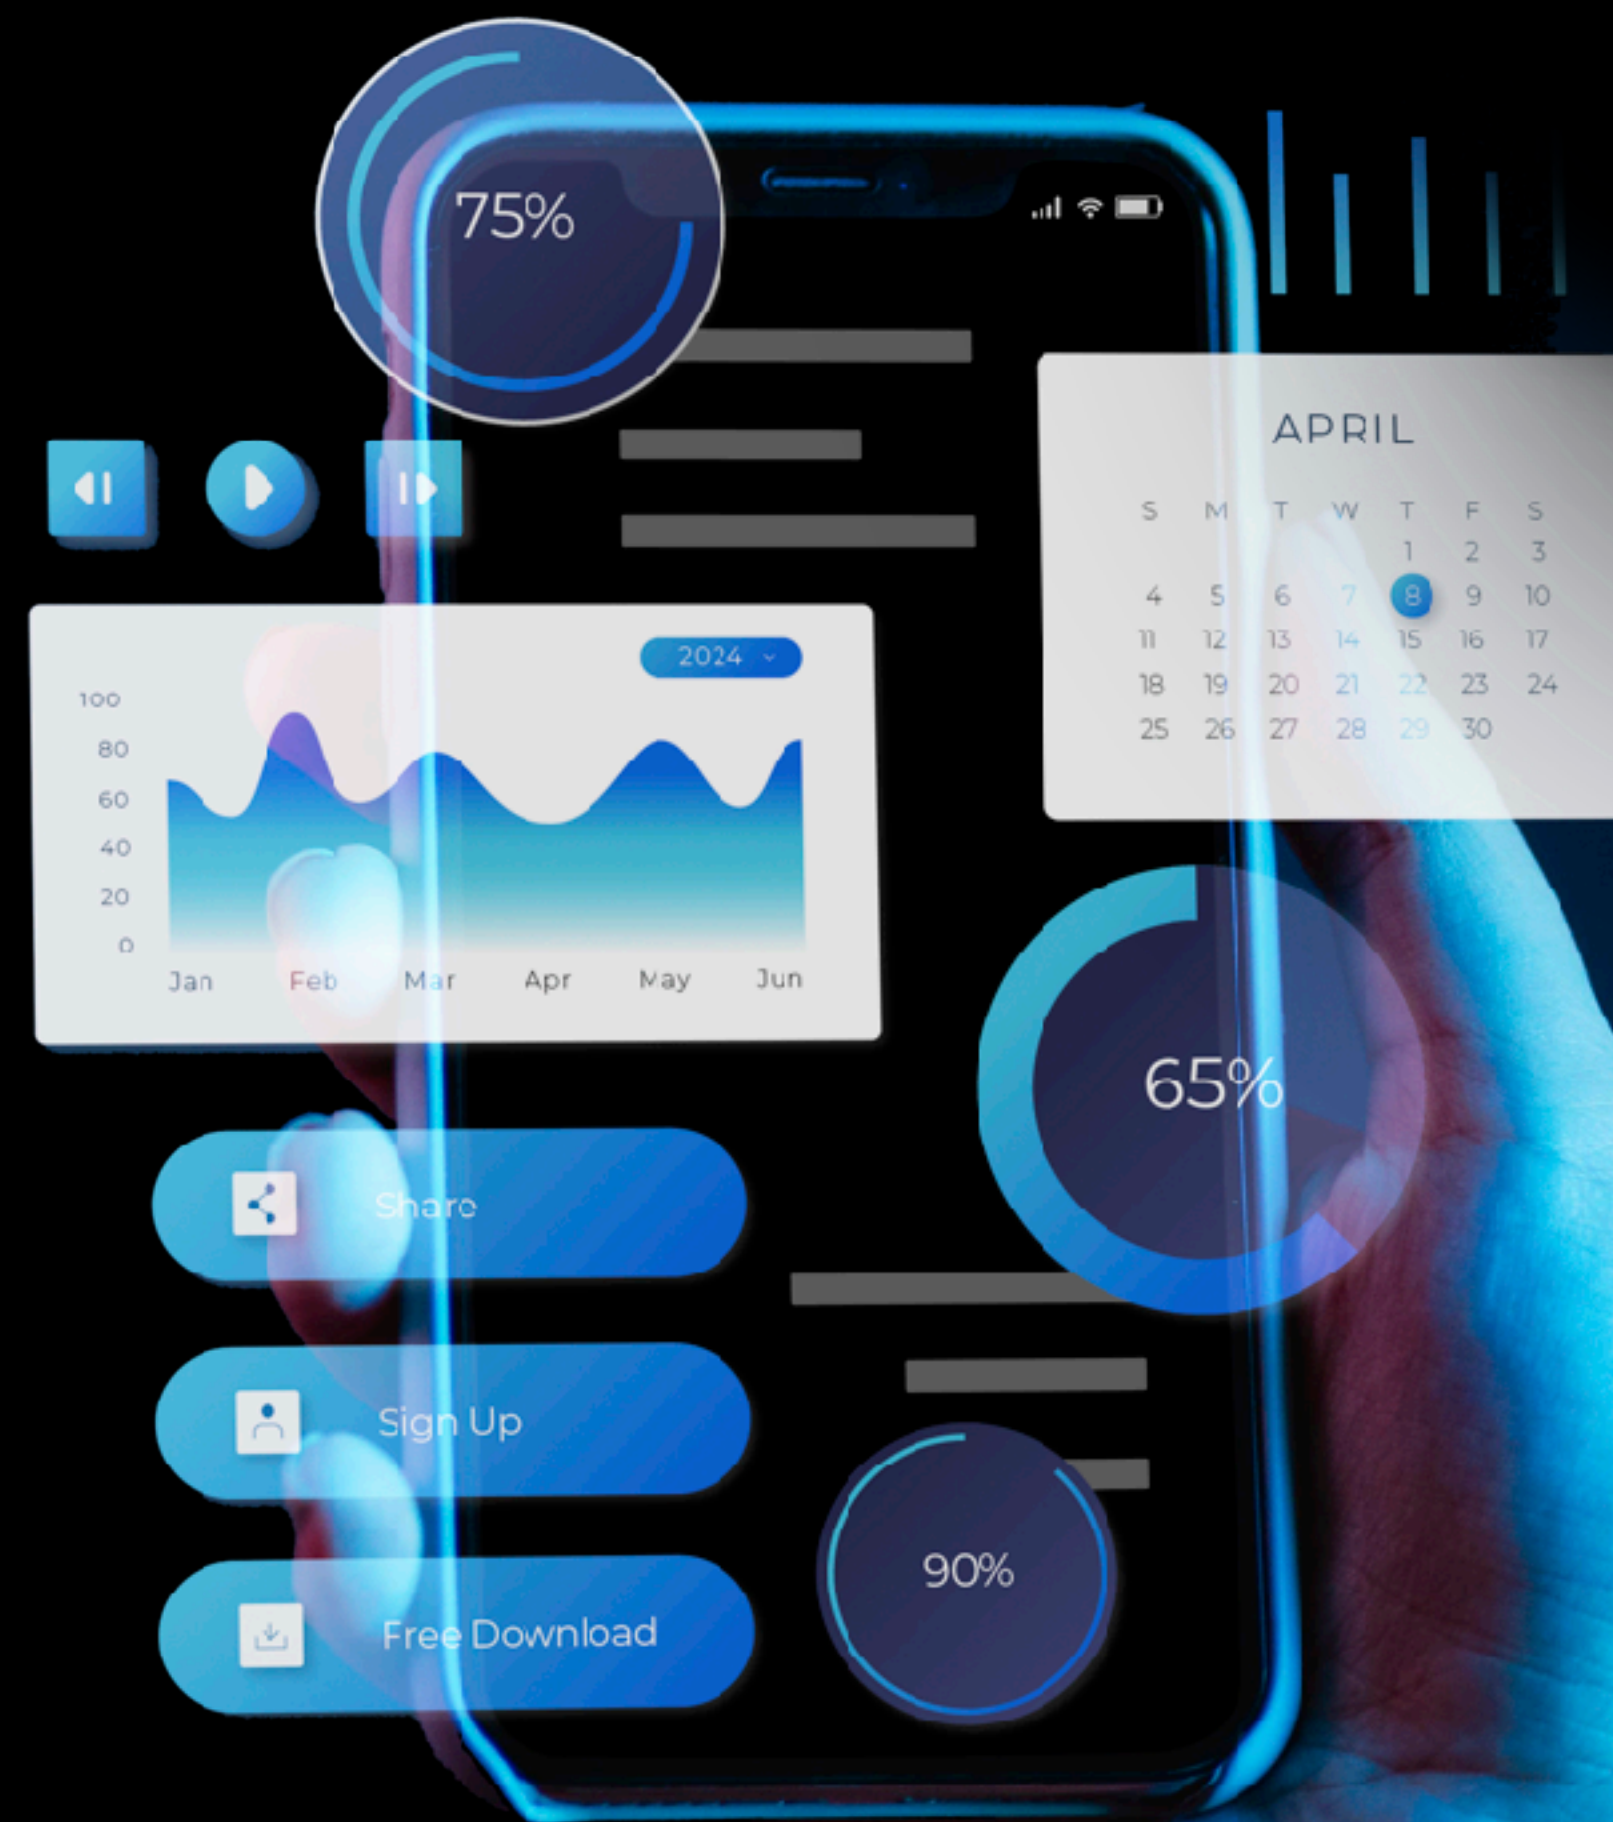 75%
APRIL
S M T W T F S
1 2 3
4 5 6 7 8 9 10
11 12 13 14 15 16 17
18 19 20 21 22 23 24
25 26 27 28 29 30
2024
100
80
60
40
20
0
Jan Feb Mar Apr May Jun
65%
Share
Sign Up
90%
Free Download